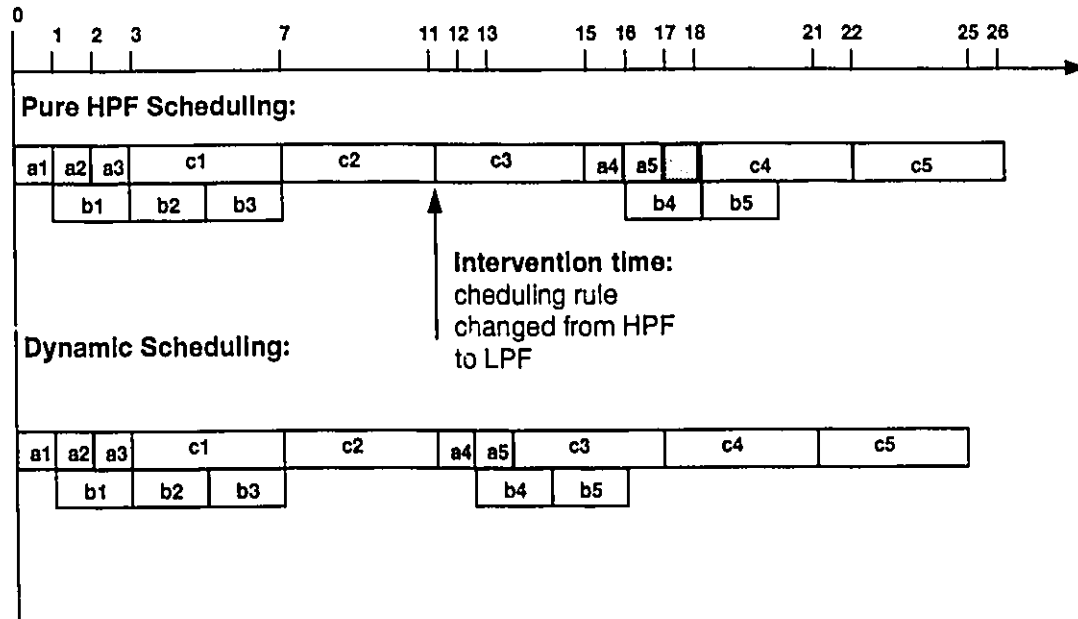 0
1 2 3 7 11 12 13 15 16 17 18 21 22 25 26
Pure HPF Scheduling:
a1 a2 a3 c1 c2 c3 a4 a5 c4 c5
b1 b2 b3 b4 b5
Intervention time:
cheduling rule
changed from HPF
to LPF
Dynamic Scheduling:
a1 a2 a3 c1 c2 a4 a5 c3 c4 c5
b1 b2 b3 b4 b5